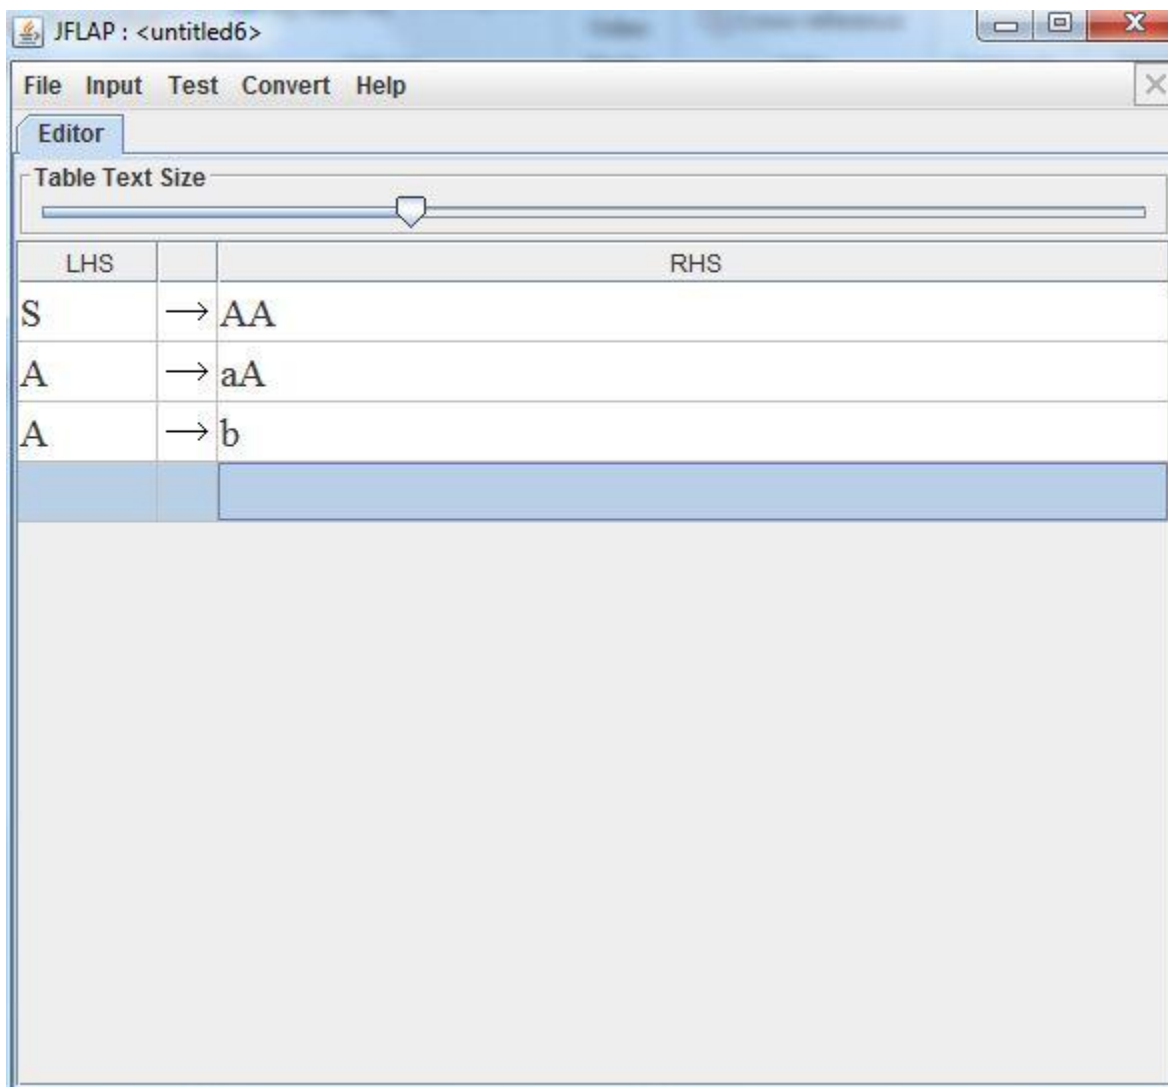 JFLAP : <untitled6>
File Input Test Convert Help
Editor
Table Text Size
LHS RHS
S → AA
A → aA
A → b